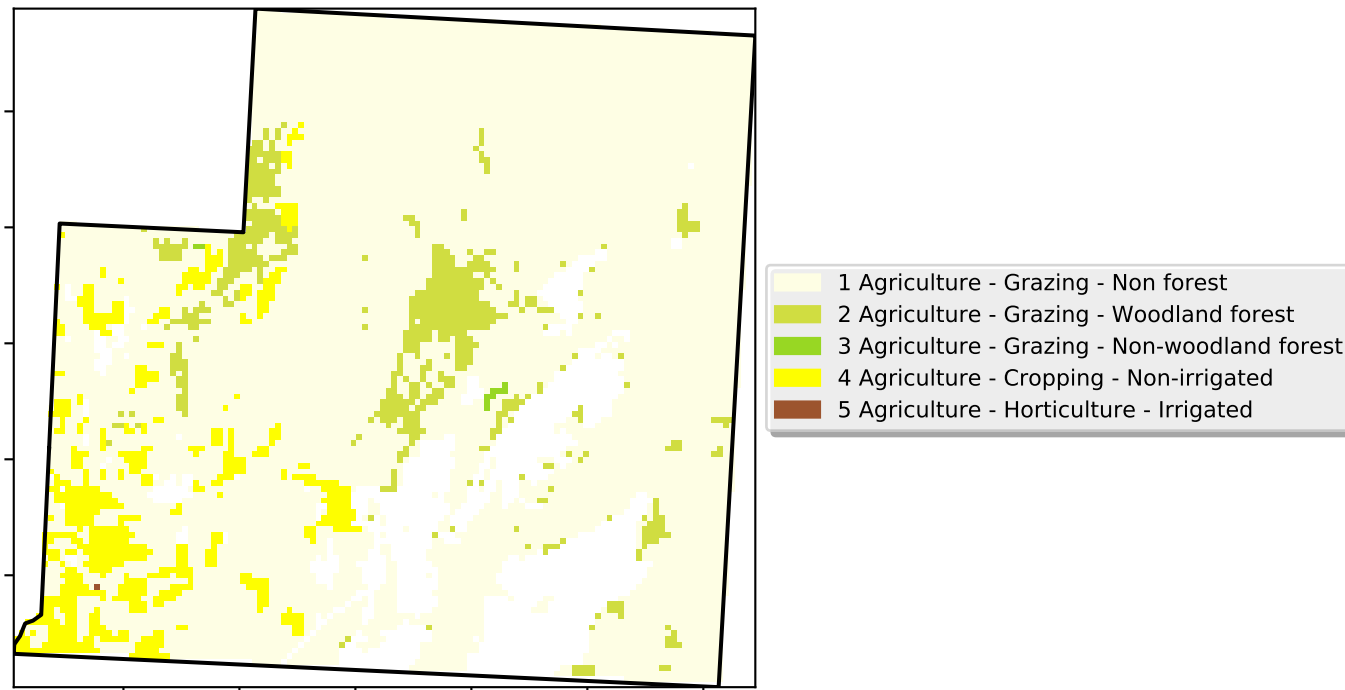 1 Agriculture - Grazing - Non forest
2 Agriculture - Grazing - Woodland forest
3 Agriculture - Grazing - Non-woodland forest
4 Agriculture - Cropping - Non-irrigated
5 Agriculture - Horticulture - Irrigated